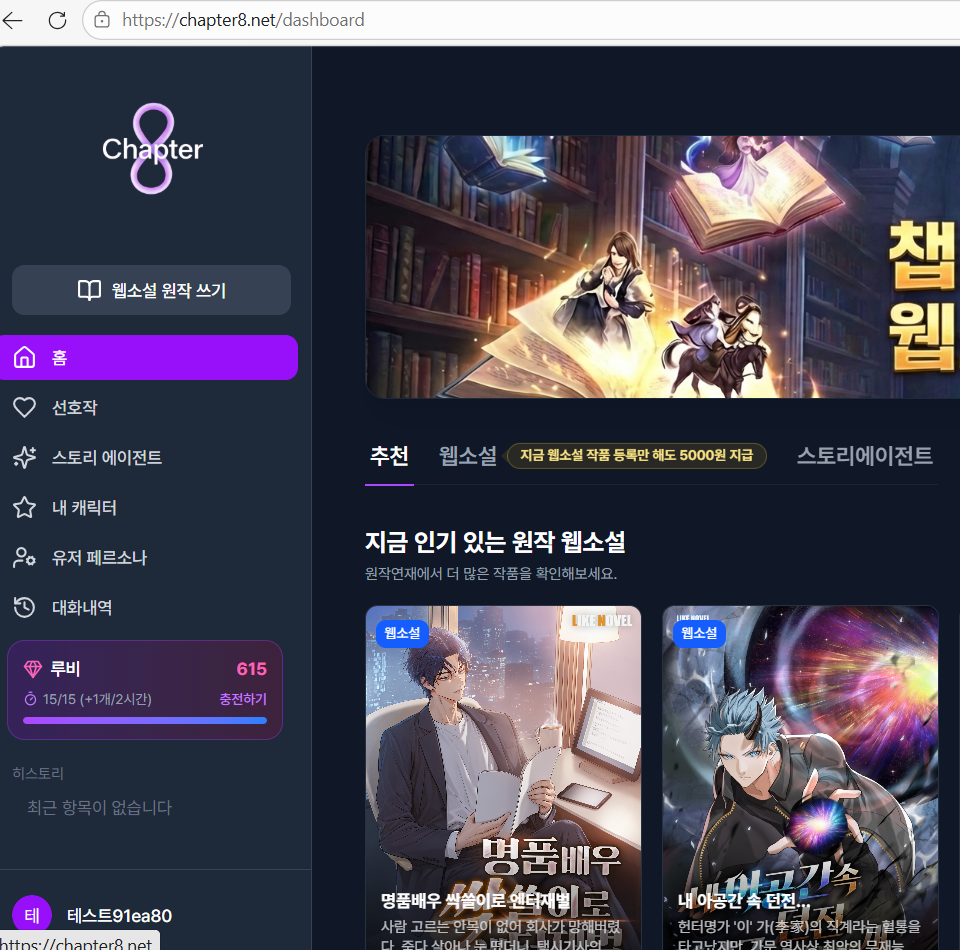 https://chapter8.net/dashboard
Chapter
8
웹소설 원작 쓰기
홈
선호작
스토리 에이전트
내 캐릭터
유저 페르소나
대화내역
루비
615
15/15 (+1개/2시간)
충전하기
히스토리
최근 항목이 없습니다
테
테스트91ea80
https://chapter8.net
챕
웹
추천
웹소설
지금 웹소설 작품 등록만 해도 5000원 지급
스토리에이전트
지금 인기 있는 원작 웹소설
원작연재에서 더 많은 작품을 확인해보세요.
웹소설
LIKE NOVEL
명품배우
싹쓸이로
명품배우 싹쓸이로 엔터재벌
사람 고르는 안목이 없어 회사가 망해버렸
다. 죽다 살아나 눈 떴더니, 택시기사의
웹소설
LIKE NOVEL
내 아공간 속
던전
내 아공간 속 던전...
헌터명가 '이' 가(李家)의 직계라는 혈통을
타고났지만, 가문 역사상 최악의 무재능